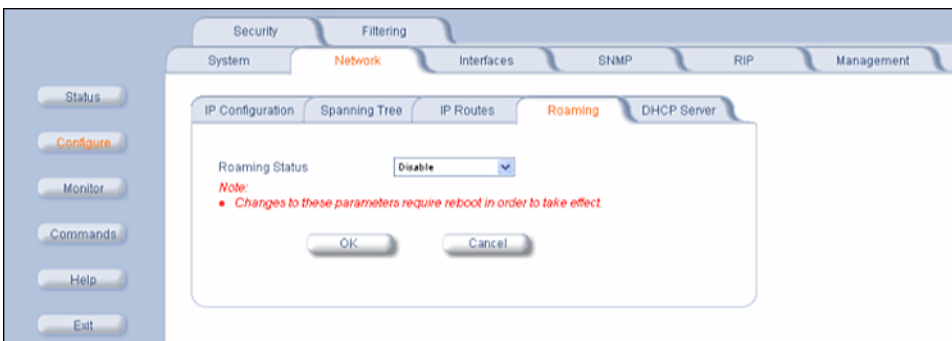 Security Filtering
System Network Interfaces SNMP RIP Management
Status
Configure
Monitor
Commands
Help
Exit
IP Configuration Spanning Tree IP Routes Roaming DHCP Server
Roaming Status Disable
Note:
• Changes to these parameters require reboot in order to take effect.
OK Cancel